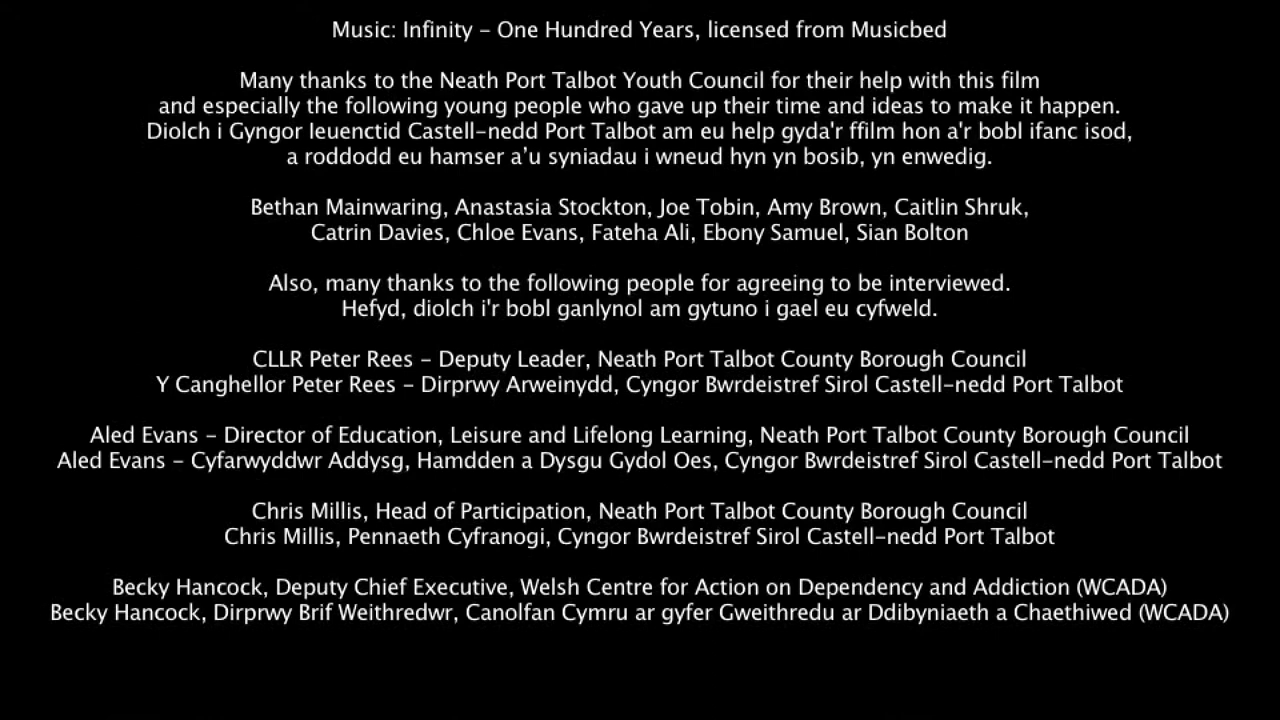 Music: Infinity – One Hundred Years, licensed from Musicbed
Many thanks to the Neath Port Talbot Youth Council for their help with this film
and especially the following young people who gave up their time and ideas to make it happen.
Diolch i Gyngor Ieuenctid Castell-nedd Port Talbot am eu help gyda'r ffilm hon a'r bobl ifanc isod,
a roddodd eu hamser a’u syniadau i wneud hyn yn bosib, yn enwedig.
Bethan Mainwaring, Anastasia Stockton, Joe Tobin, Amy Brown, Caitlin Shruk,
Catrin Davies, Chloe Evans, Fateha Ali, Ebony Samuel, Sian Bolton
Also, many thanks to the following people for agreeing to be interviewed.
Hefyd, diolch i'r bobl ganlynol am gytuno i gael eu cyfweld.
CLLR Peter Rees – Deputy Leader, Neath Port Talbot County Borough Council
Y Canghellor Peter Rees – Dirprwy Arweinydd, Cyngor Bwrdeistref Sirol Castell-nedd Port Talbot
Aled Evans – Director of Education, Leisure and Lifelong Learning, Neath Port Talbot County Borough Council
Aled Evans – Cyfarwyddwr Addysg, Hamdden a Dysgu Gydol Oes, Cyngor Bwrdeistref Sirol Castell-nedd Port Talbot
Chris Millis, Head of Participation, Neath Port Talbot County Borough Council
Chris Millis, Pennaeth Cyfranogi, Cyngor Bwrdeistref Sirol Castell-nedd Port Talbot
Becky Hancock, Deputy Chief Executive, Welsh Centre for Action on Dependency and Addiction (WCADA)
Becky Hancock, Dirprwy Brif Weithredwr, Canolfan Cymru ar gyfer Gweithredu ar Ddibyniaeth a Chaethiwed (WCADA)